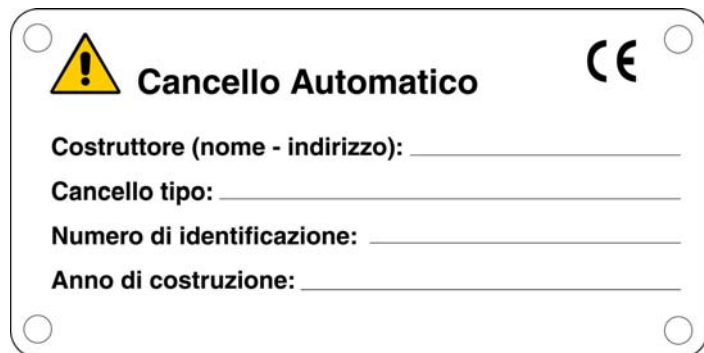 Cancello Automatico CE
Costruttore (nome - indirizzo):
Cancello tipo:
Numero di identificazione:
Anno di costruzione: